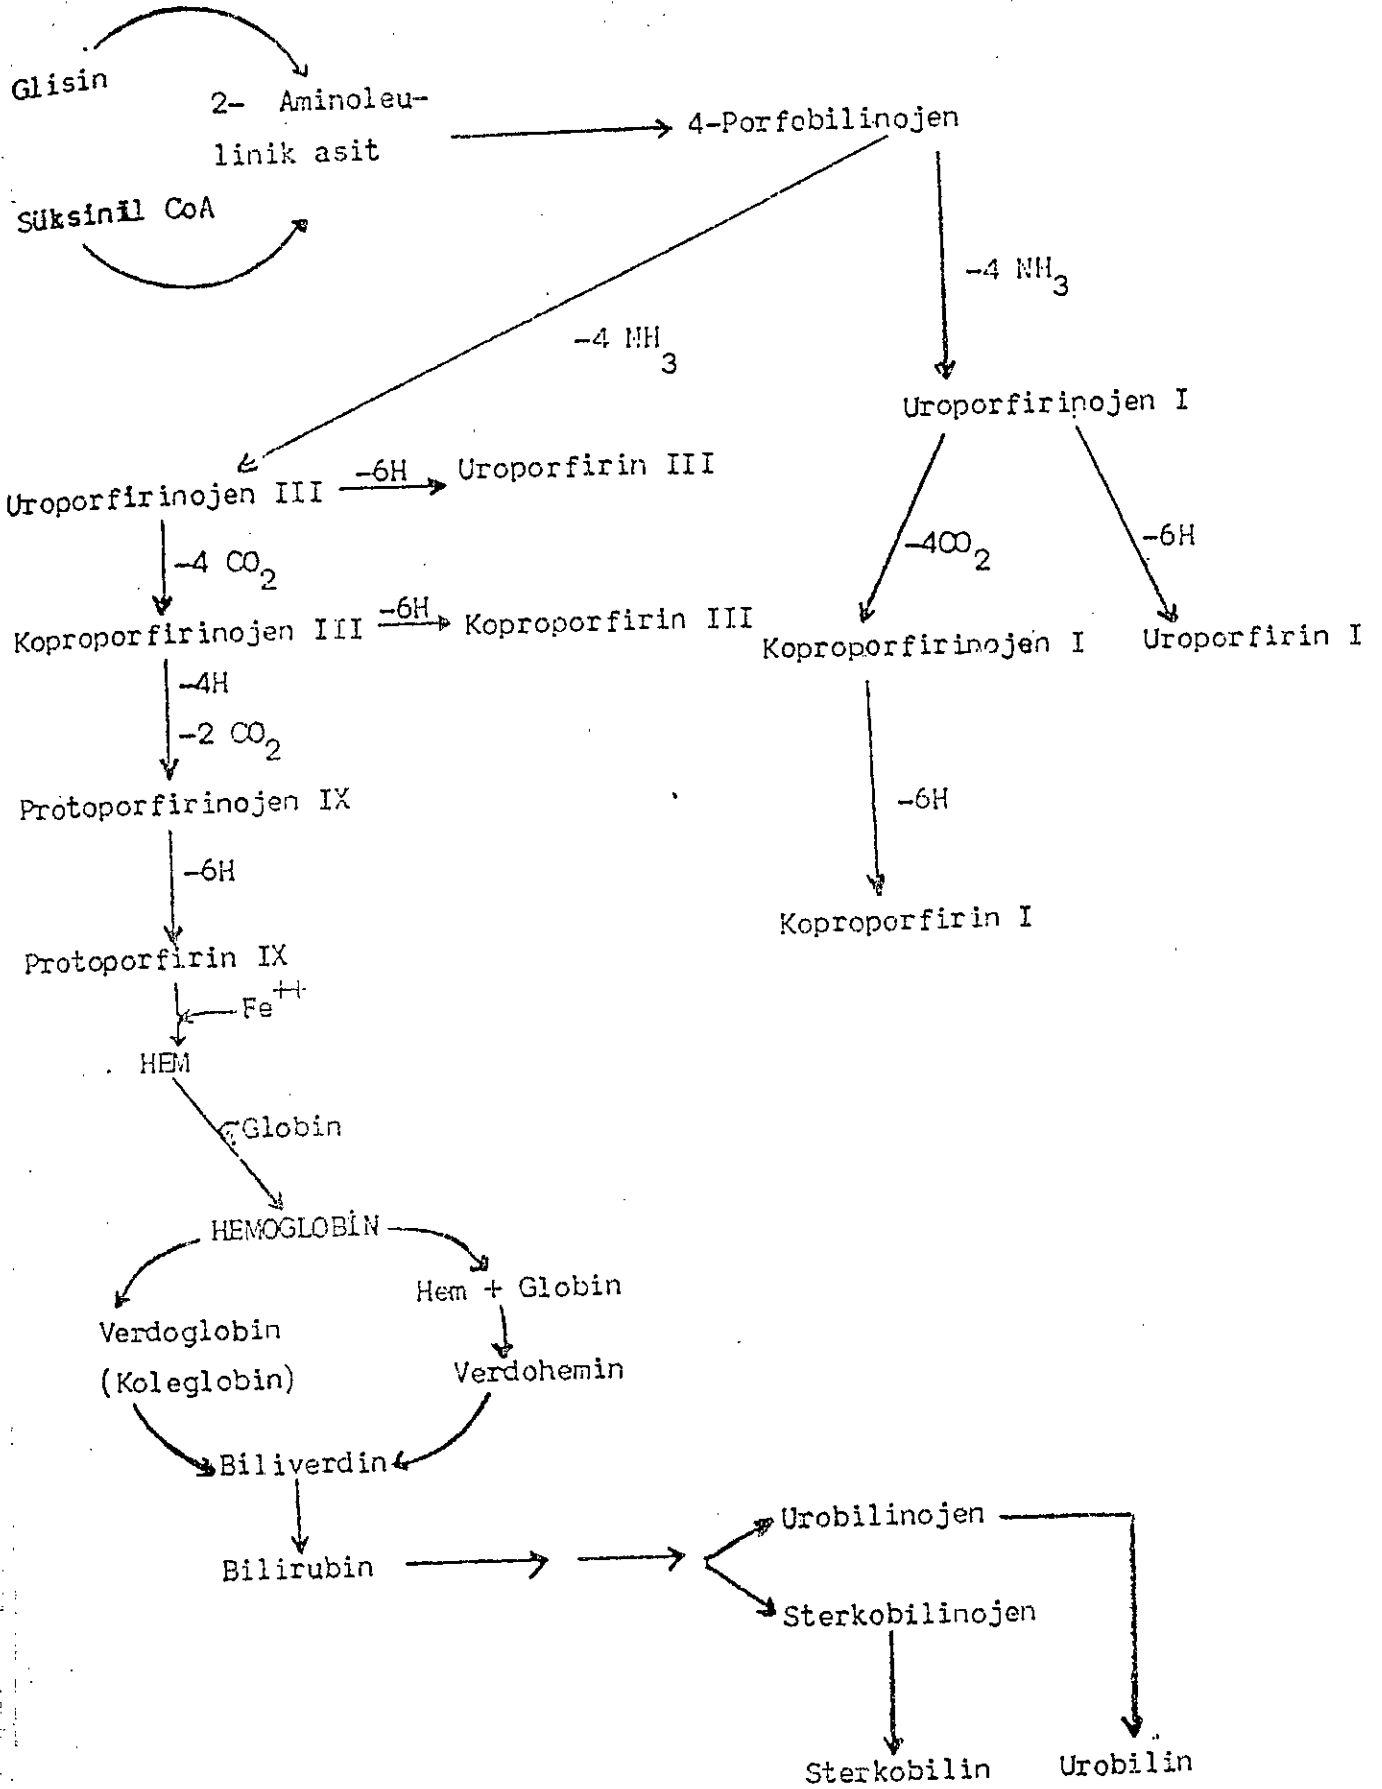 Glisin
2- Aminoleu-
linik asit
4-Porfobilinojen
Süksinil CoA
-4 NH3
-4 NH3
Uroporfirinojen I
Uroporfirinojen III
-6H
Uroporfirin III
-4 CO2
-4CO2
-6H
Koproporfirinojen III
-6H
Koproporfirin III
Koproporfirinojen I
Uroporfirin I
-4H
-2 CO2
Protoporfirinojen IX
-6H
-6H
Koproporfirin I
Protoporfirin IX
Fe++
HEM
Globin
HEMOGLOBİN
Hem + Globin
Verdoglobin
(Koleglobin)
Verdohemin
Biliverdin
Urobilinojen
Bilirubin
Sterkobilinojen
Sterkobilin
Urobilin